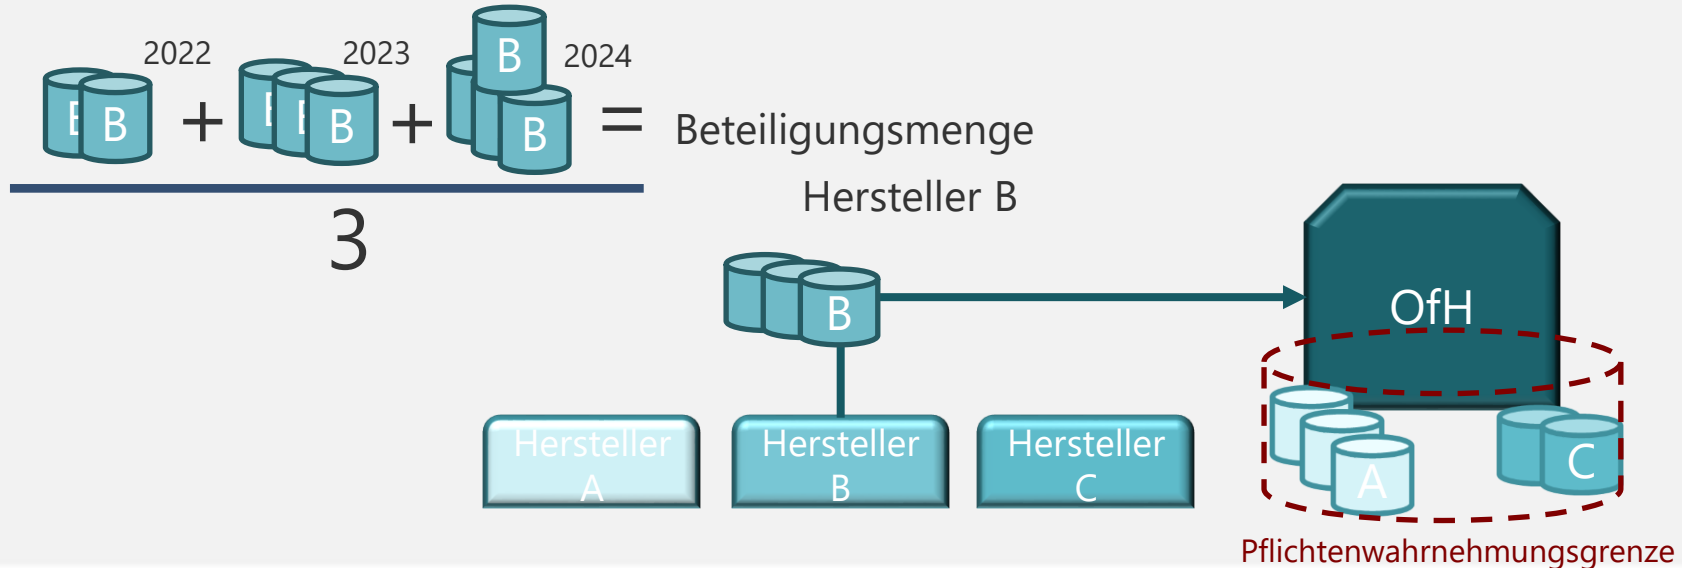 2022
2023
2024
B
B
B
B
B
B
B
+
+
=
Beteiligungsmenge
Hersteller B
3
B
OfH
Hersteller
A
Hersteller
B
Hersteller
C
A
C
Pflichtenwahrnehmungsgrenze